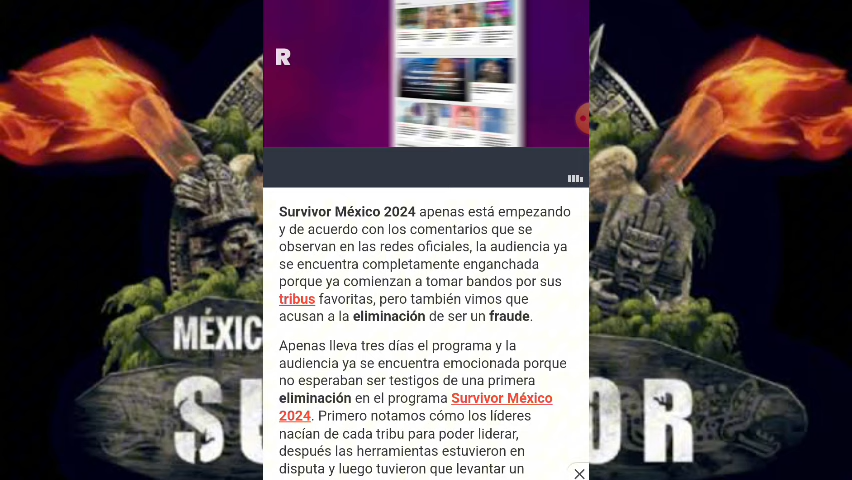 R
Survivor México 2024 apenas está empezando
y de acuerdo con los comentarios que se
observan en las redes oficiales, la audiencia ya
se encuentra completamente enganchada
porque ya comienzan a tomar bandos por sus
tribus favoritas, pero también vimos que
acusan a la eliminación de ser un fraude.
Apenas lleva tres días el programa y la
audiencia ya se encuentra emocionada porque
no esperaban ser testigos de una primera
eliminación en el programa Survivor México
2024. Primero notamos cómo los líderes
nacían de cada tribu para poder liderar,
después las herramientas estuvieron en
disputa y luego tuvieron que levantar un
MÉXIC
S
OR